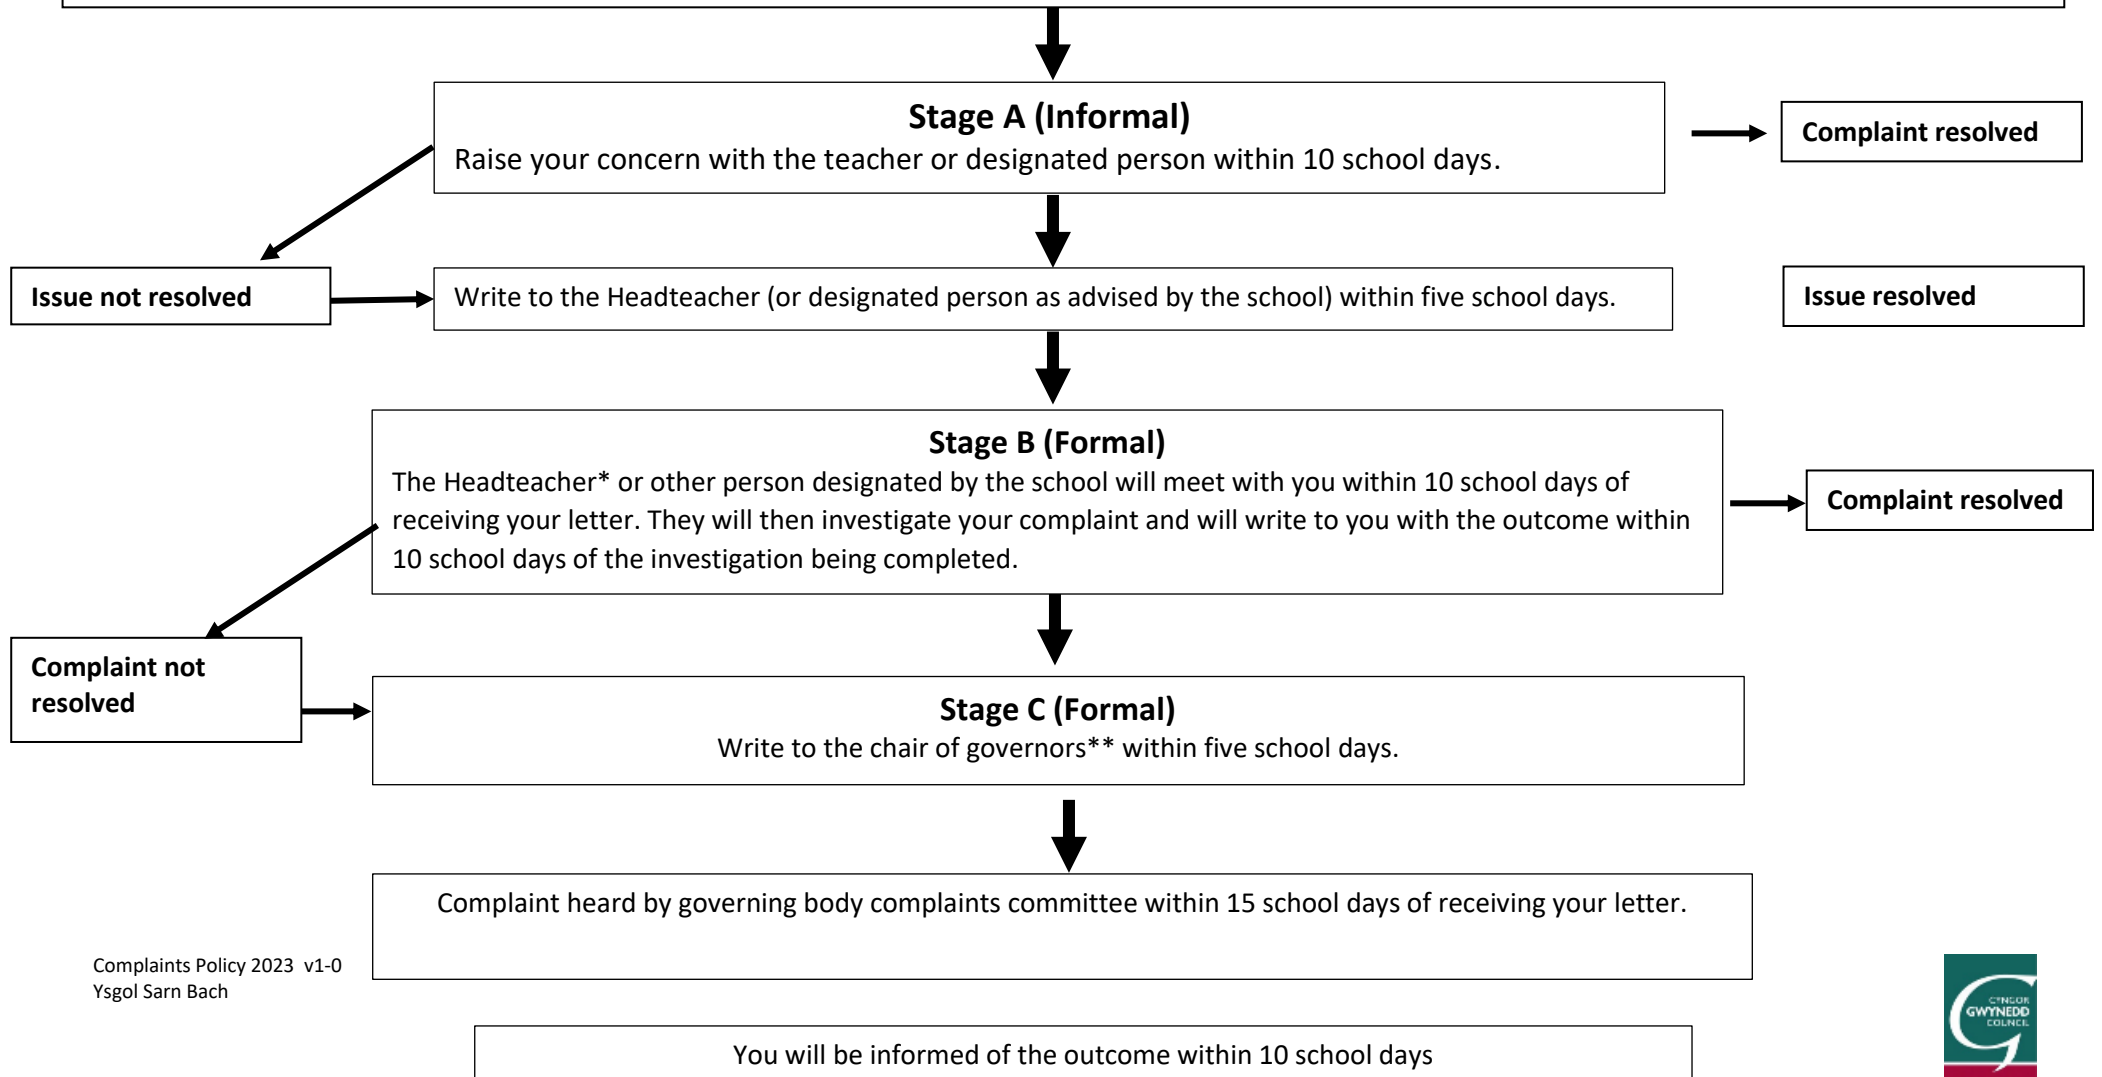 Stage A (Informal)
Raise your concern with the teacher or designated person within 10 school days.
Complaint resolved
Issue not resolved
Write to the Headteacher (or designated person as advised by the school) within five school days.
Issue resolved
Stage B (Formal)
The Headteacher* or other person designated by the school will meet with you within 10 school days of
receiving your letter. They will then investigate your complaint and will write to you with the outcome within
10 school days of the investigation being completed.
Complaint resolved
Complaint not
resolved
Stage C (Formal)
Write to the chair of governors** within five school days.
Complaint heard by governing body complaints committee within 15 school days of receiving your letter.
Complaints Policy 2023 v1-0
Ysgol Sarn Bach
CYNGOR
GWYNEDD
COUNCIL
You will be informed of the outcome within 10 school days